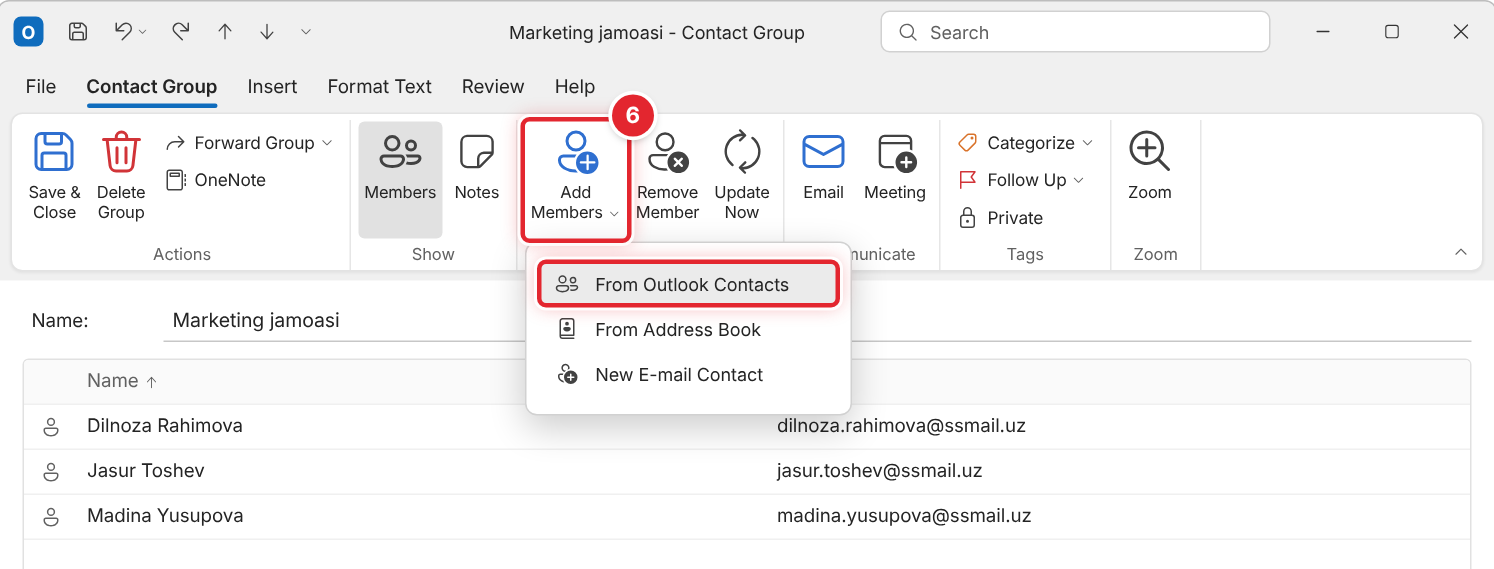 Marketing jamoasi - Contact Group
Search
File Contact Group Insert Format Text Review Help
6
Save & Close
Delete Group
Forward Group
OneNote
Actions
Members
Notes
Show
Add Members
Remove Member
Update Now
Email
Meeting
Categorize
Follow Up
Private
Tags
Zoom
Zoom
From Outlook Contacts
From Address Book
New E-mail Contact
Name: Marketing jamoasi
Name
Dilnoza Rahimova dilnoza.rahimova@ssmail.uz
Jasur Toshev jasur.toshev@ssmail.uz
Madina Yusupova madina.yusupova@ssmail.uz